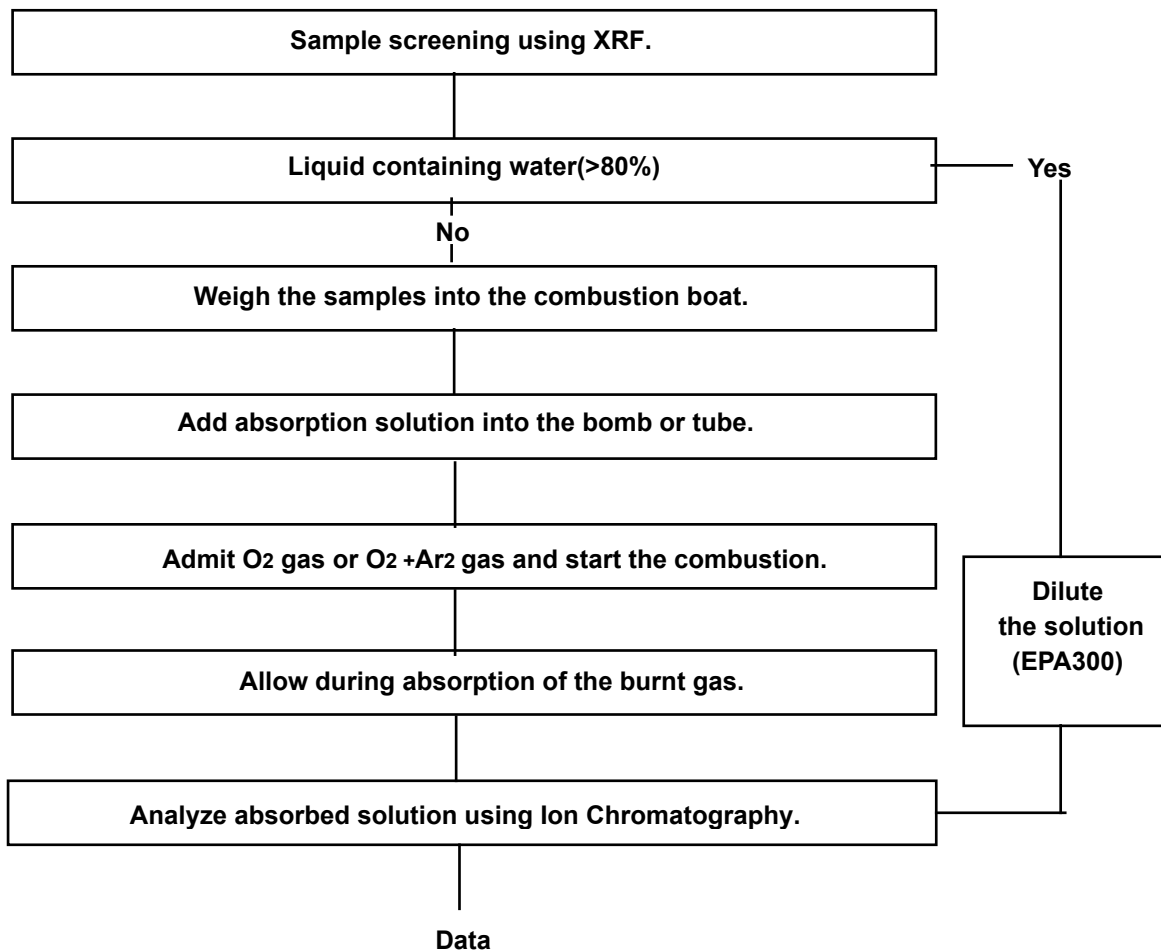 Sample screening using XRF.
Liquid containing water(>80%)
Yes
No
Weigh the samples into the combustion boat.
Add absorption solution into the bomb or tube.
Admit O2 gas or O2 +Ar2 gas and start the combustion.
Dilute
the solution
(EPA300)
Allow during absorption of the burnt gas.
Analyze absorbed solution using Ion Chromatography.
Data